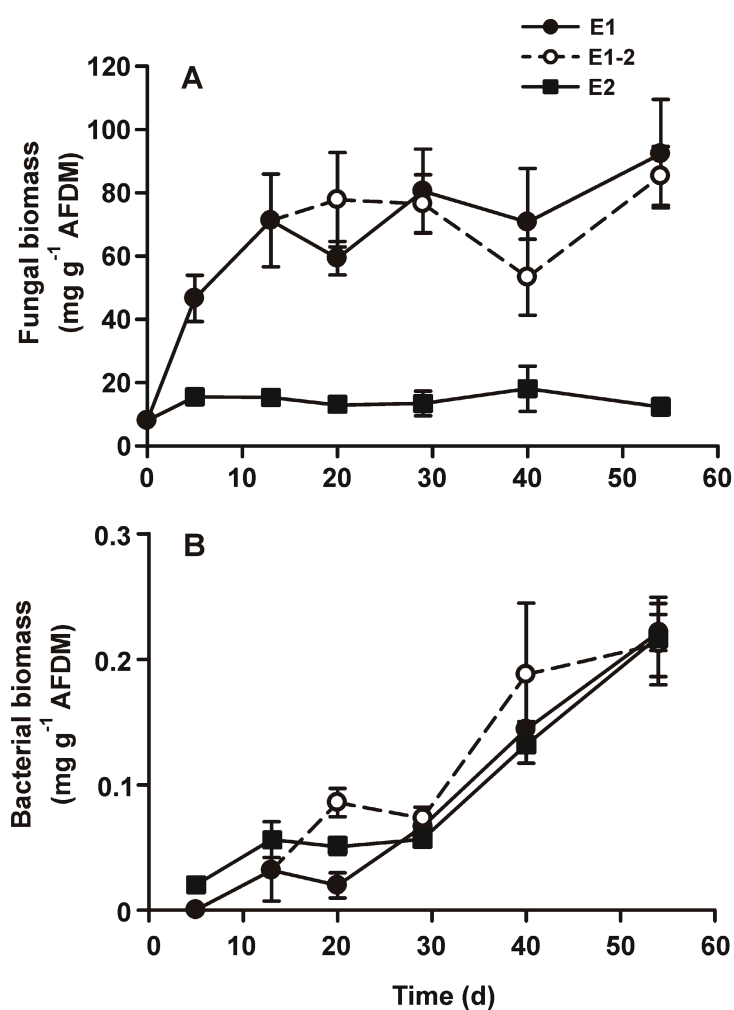 E1
E1-2
E2
A
120
100
80
60
40
20
0
Fungal biomass
(mg g⁻¹ AFDM)
0 10 20 30 40 50 60
B
0.3
0.2
0.1
0
Bacterial biomass
(mg g⁻¹ AFDM)
0 10 20 30 40 50 60
Time (d)